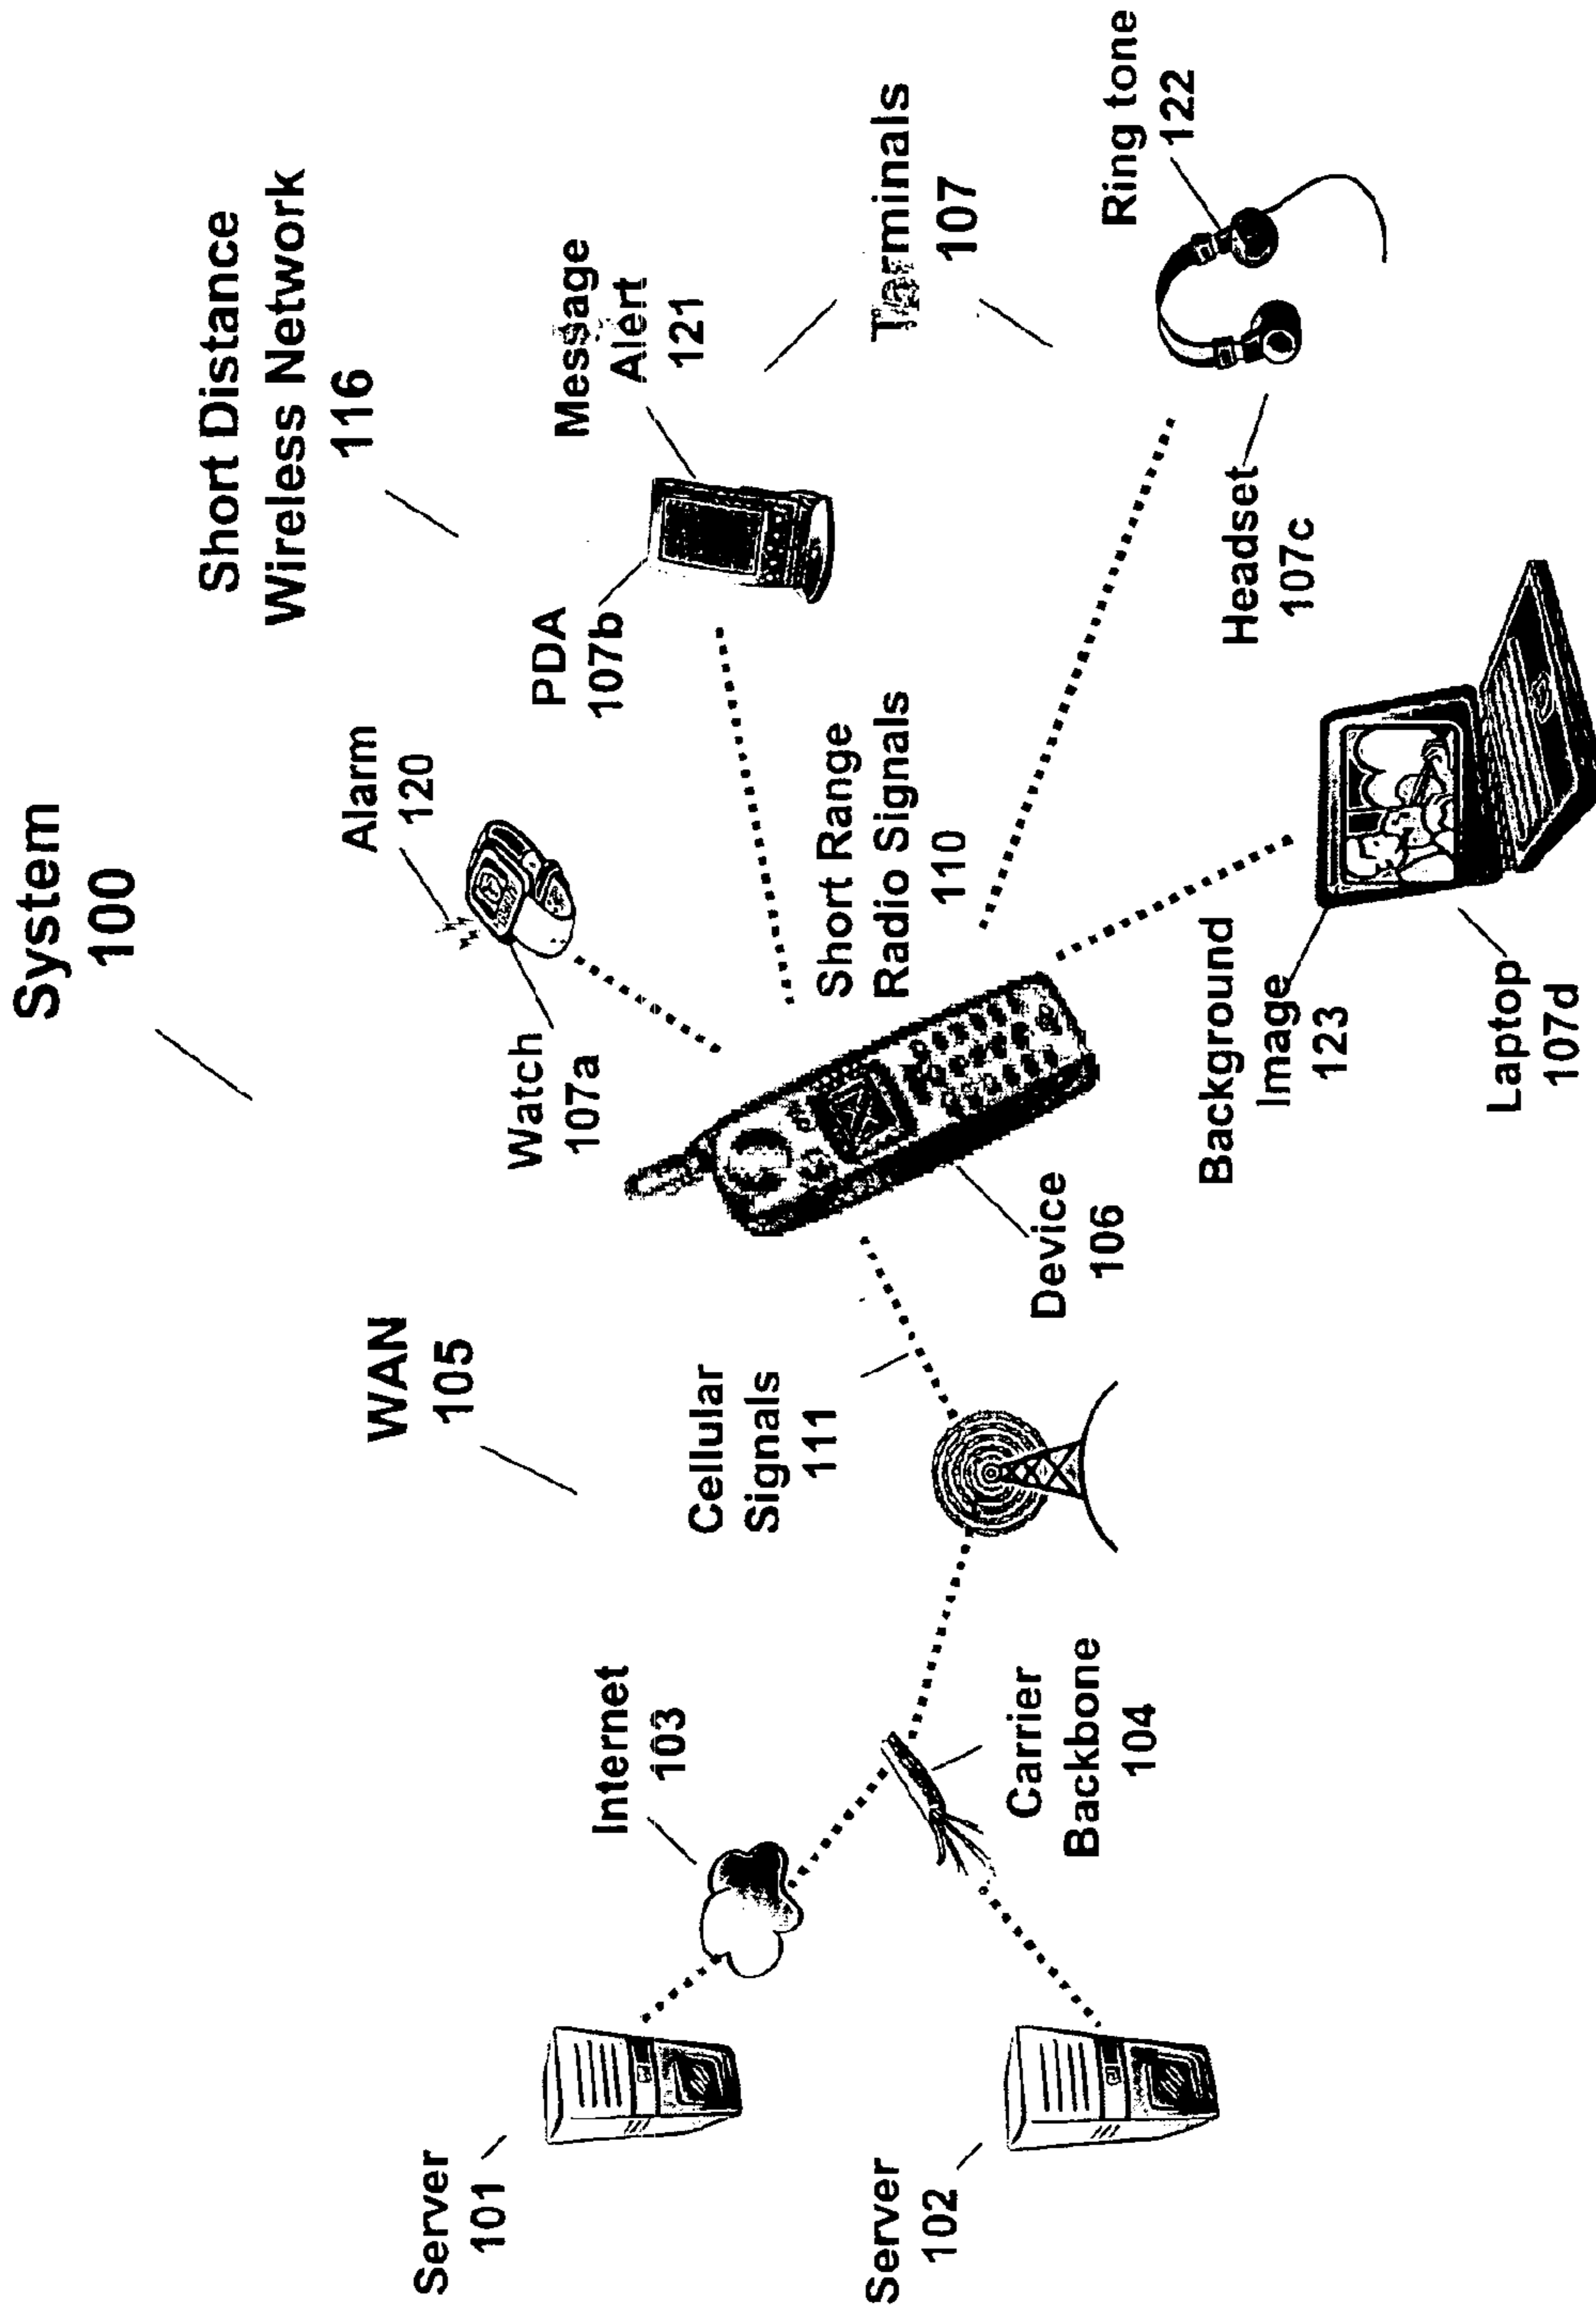 System
100
Short Distance
Wireless Network
116
WAN
105
Alarm
120
Watch
107a
PDA
107b
Message
Alert
121
Terminals
107
Ring tone
122
Headset
107c
Short Range
Radio Signals
110
Background
Image
123
Laptop
107d
Device
106
Cellular
Signals
111
Internet
103
Carrier
Backbone
104
Server
101
Server
102